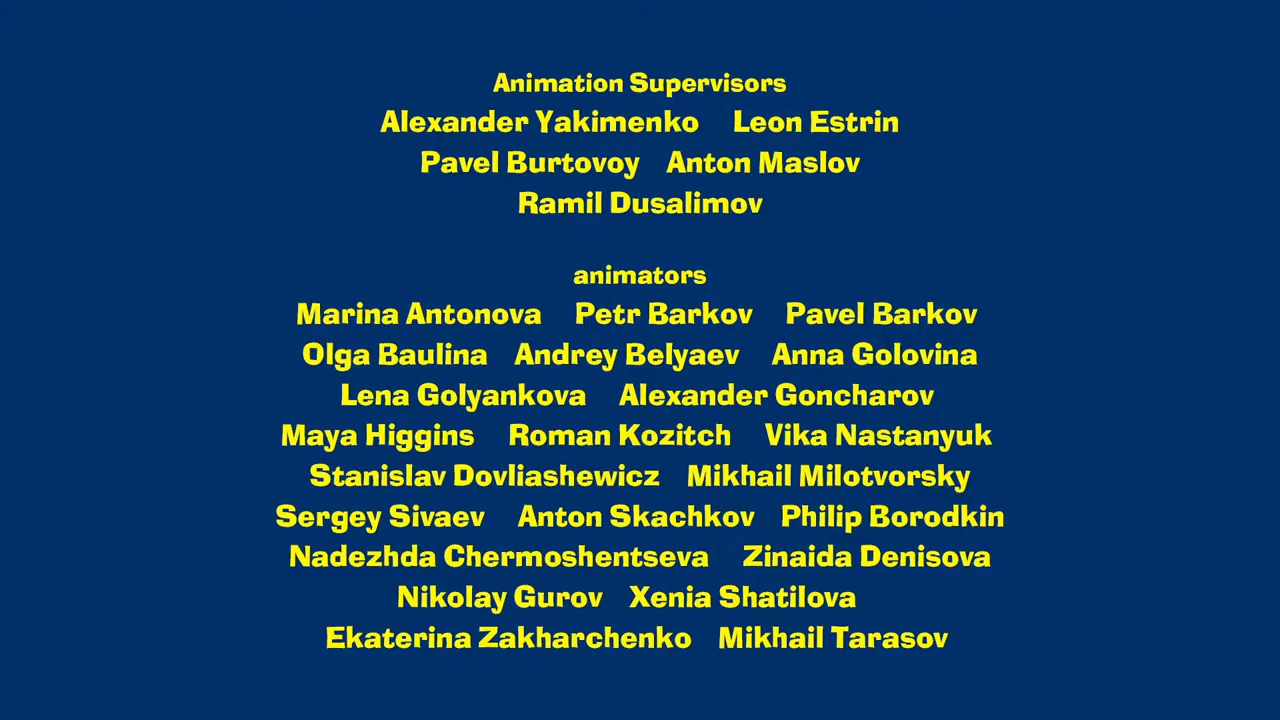 Animation Supervisors
Alexander Yakimenko Leon Estrin
Pavel Burtovoy Anton Maslov
Ramil Dusalimov
animators
Marina Antonova Petr Barkov Pavel Barkov
Olga Baulina Andrey Belyaev Anna Golovina
Lena Golyankova Alexander Goncharov
Maya Higgins Roman Kozitch Vika Nastanyuk
Stanislav Dovliashewicz Mikhail Milotvorsky
Sergey Sivaev Anton Skachkov Philip Borodkin
Nadezhda Chermoshentseva Zinaida Denisova
Nikolay Gurov Xenia Shatilova
Ekaterina Zakharchenko Mikhail Tarasov